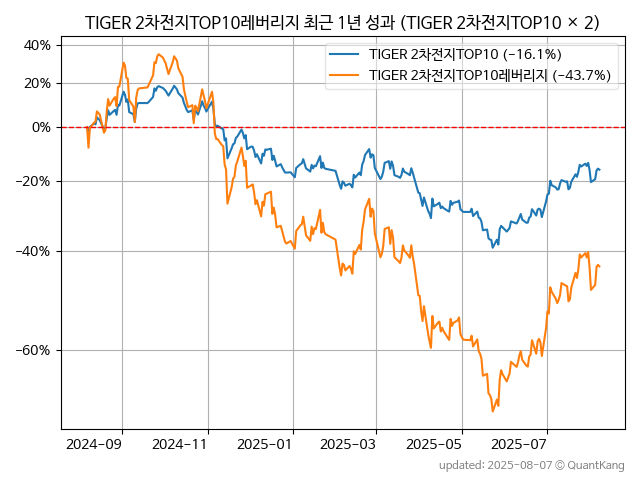 TIGER 2차전지TOP10레버리지 최근 1년 성과 (TIGER 2차전지TOP10 × 2)
40%
20%
0%
−20%
−40%
−60%
TIGER 2차전지TOP10 (−16.1%)
TIGER 2차전지TOP10레버리지 (−43.7%)
2024-09 2024-11 2025-01 2025-03 2025-05 2025-07
updated: 2025-08-07 © QuantKang